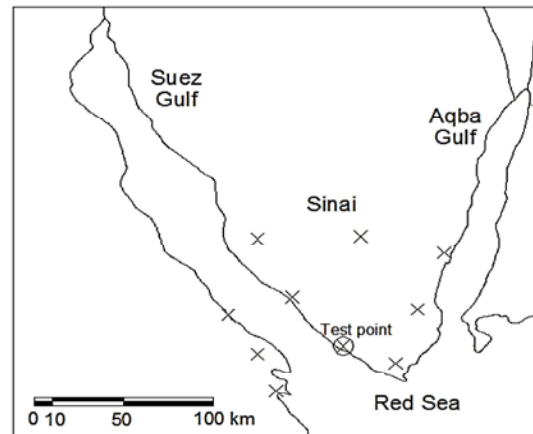 Suez
Gulf
Aqba
Gulf
Sinai
Test point
Red Sea
0 10 50 100 km